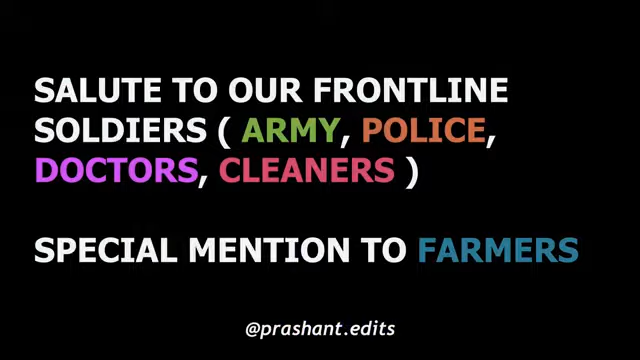 SALUTE TO OUR FRONTLINE
SOLDIERS ( ARMY, POLICE,
DOCTORS, CLEANERS )
SPECIAL MENTION TO FARMERS
@prashant.edits